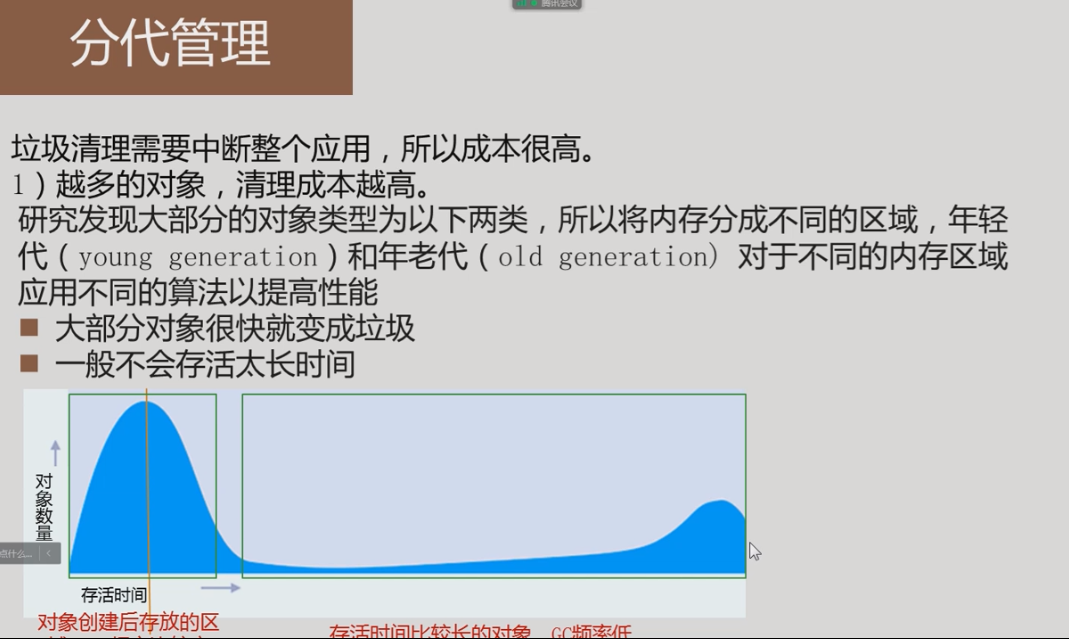 腾讯会议
分代管理
垃圾清理需要中断整个应用，所以成本很高。
1）越多的对象，清理成本越高。
研究发现大部分的对象类型为以下两类，所以将内存分成不同的区域，年轻
代（young generation）和年老代（old generation) 对于不同的内存区域
应用不同的算法以提高性能
■ 大部分对象很快就变成垃圾
■ 一般不会存活太长时间
对象数量
点什么...
存活时间
对象创建后存放的区
存活时间比较长的对象，GC频率低